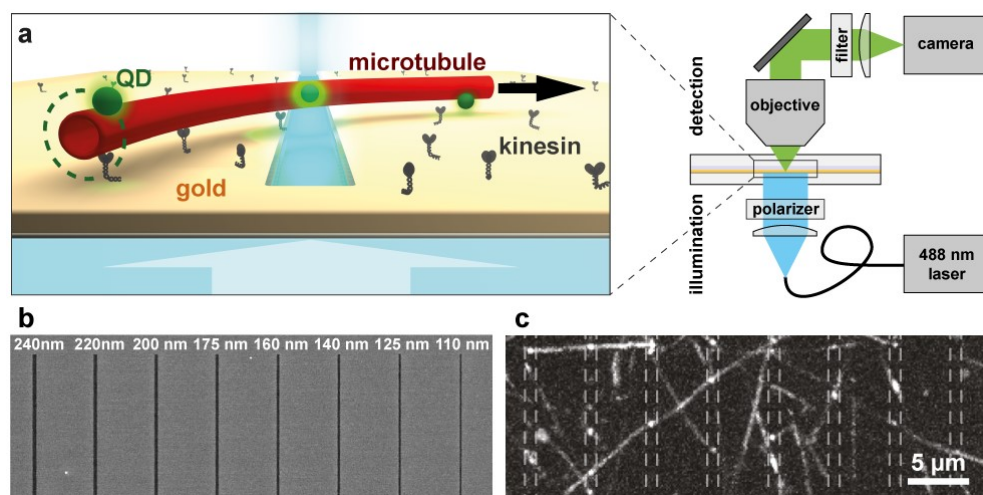 a
QD
microtubule
kinesin
gold
detection
illumination
objective
filter
camera
polarizer
488 nm
laser
b
240nm 220nm 200 nm 175 nm 160 nm 140 nm 125 nm 110 nm
c
5 µm